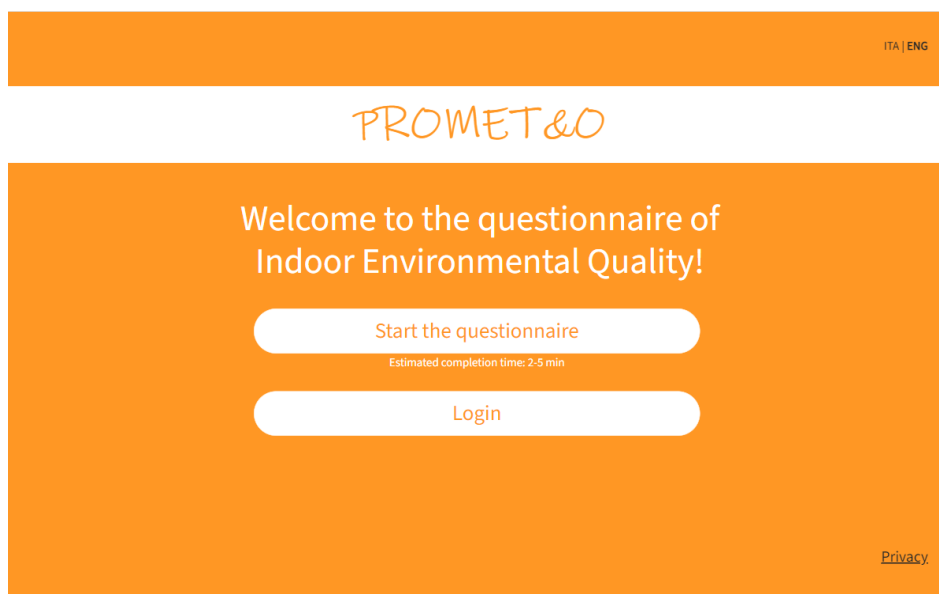 ITA | ENG
PROMET&O
Welcome to the questionnaire of
Indoor Environmental Quality!
Start the questionnaire
Estimated completion time: 2-5 min
Login
Privacy